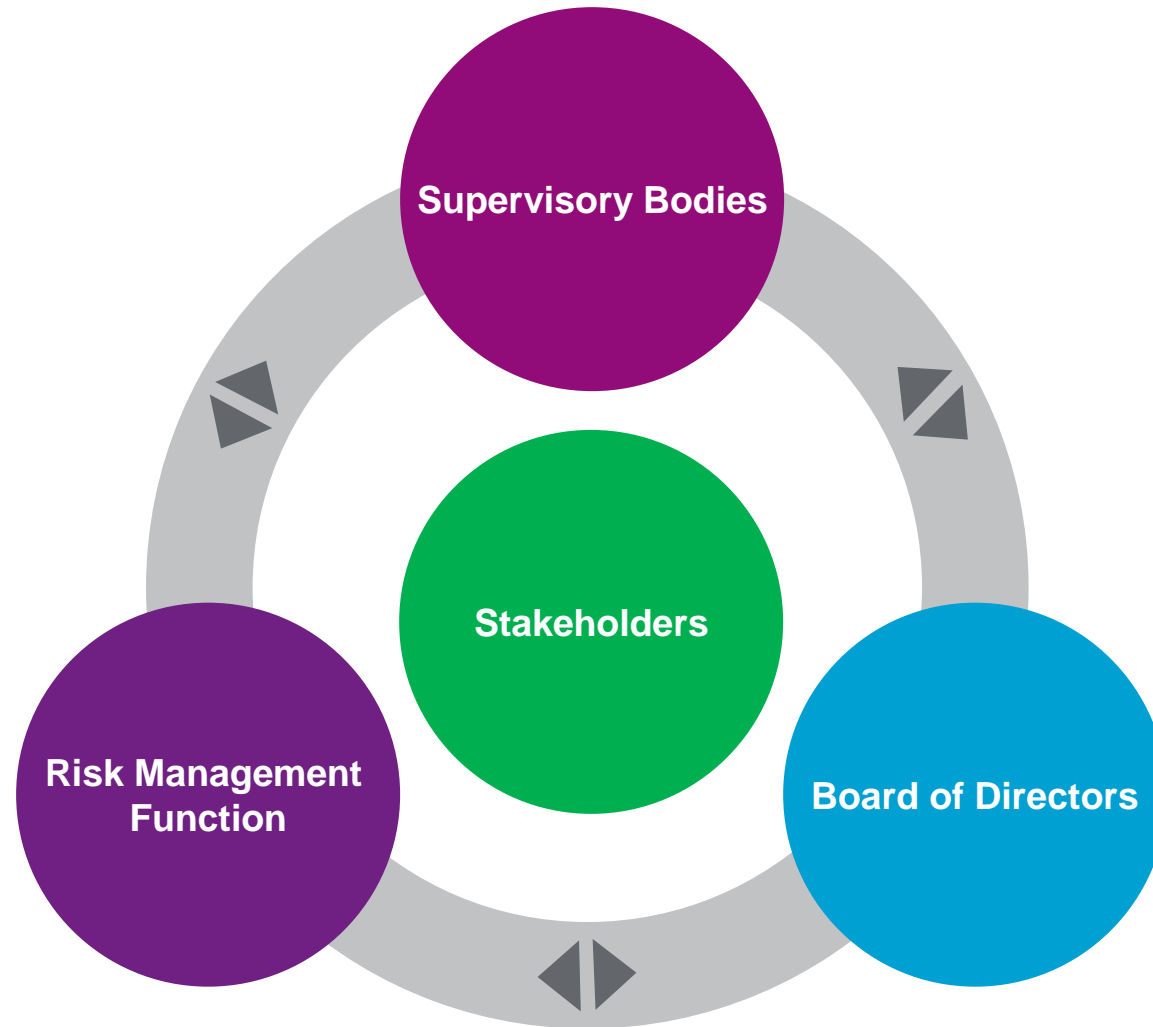 Supervisory Bodies
Stakeholders
Risk Management
Function
Board of Directors